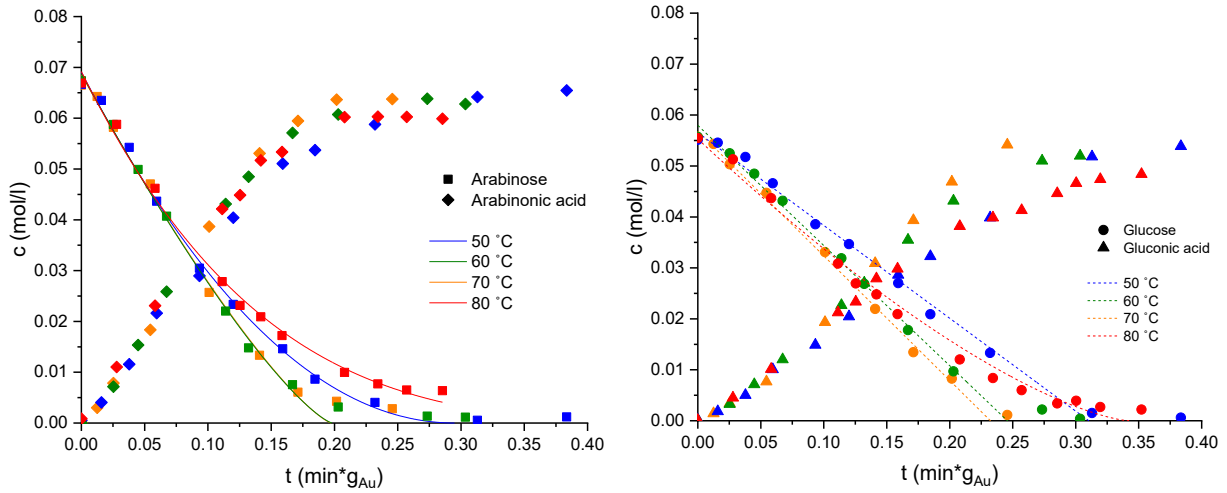 0.08
0.07
0.06
0.05
0.04
0.03
0.02
0.01
0.00
c (mol/l)
0.00 0.05 0.10 0.15 0.20 0.25 0.30 0.35 0.40
t (min*gAu)
Arabinose
Arabinonic acid
50 ˚C
60 ˚C
70 ˚C
80 ˚C
0.08
0.07
0.06
0.05
0.04
0.03
0.02
0.01
0.00
c (mol/l)
0.00 0.05 0.10 0.15 0.20 0.25 0.30 0.35 0.40
t (min*gAu)
Glucose
Gluconic acid
50 ˚C
60 ˚C
70 ˚C
80 ˚C